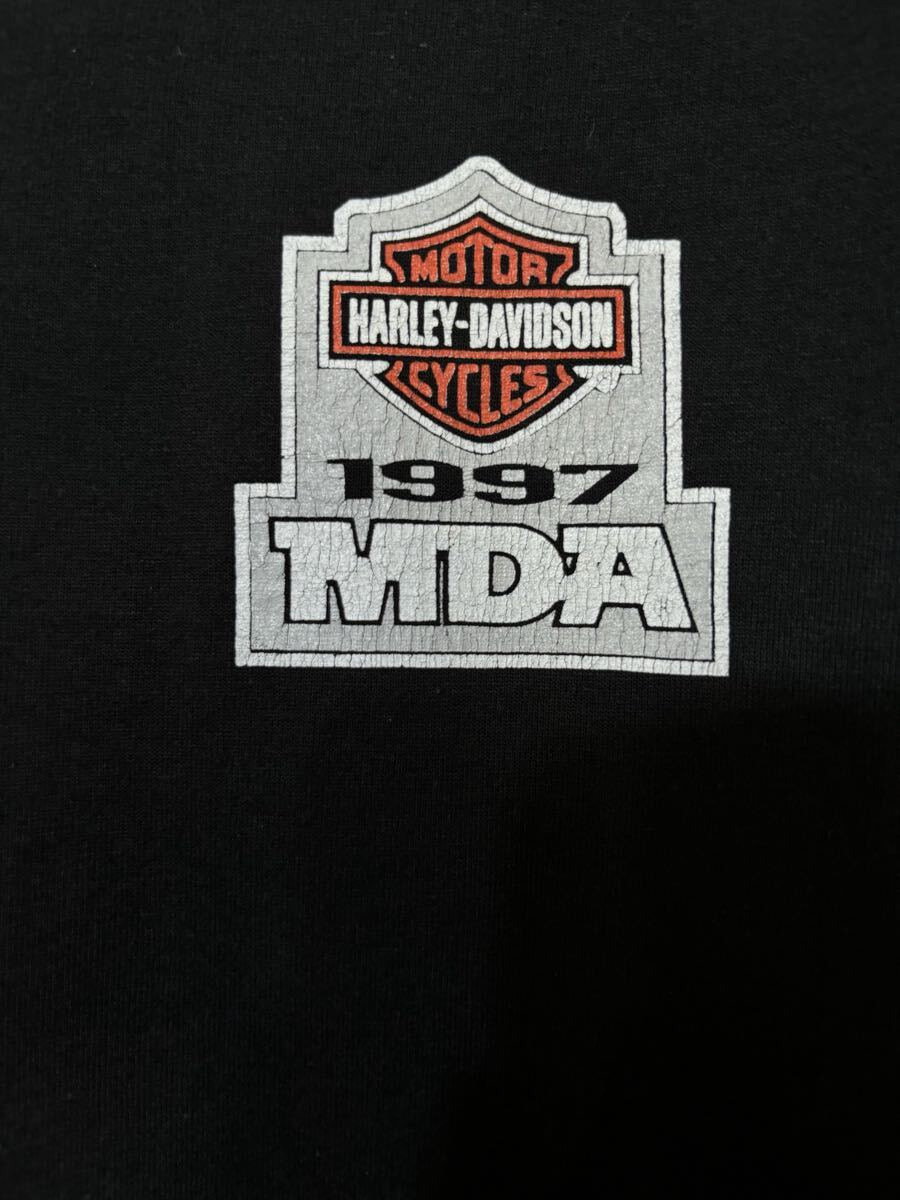 MOTOR
HARLEY-DAVIDSON
CYCLES
1997
MDA